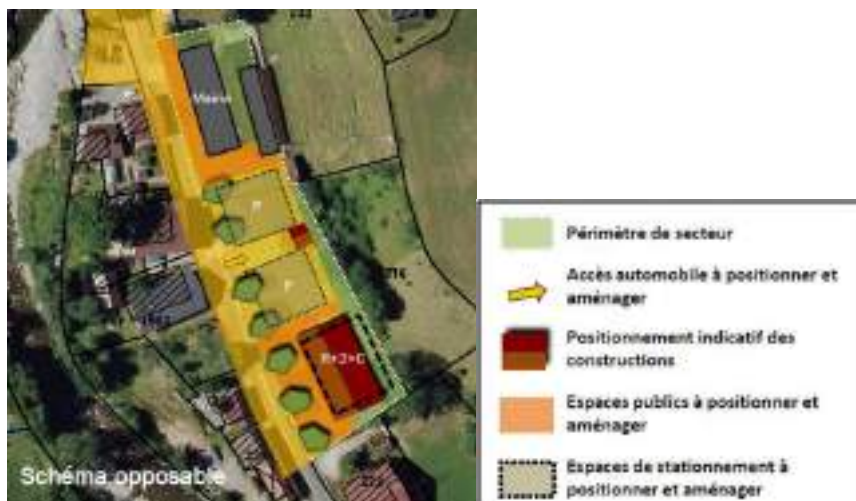 Mairie
P
P
R+2+C
Schéma opposable
Périmètre de secteur
Accès automobile à positionner et
aménager
Positionnement indicatif des
constructions
Espaces publics à positionner et
aménager
Espaces de stationnement à
positionner et aménager